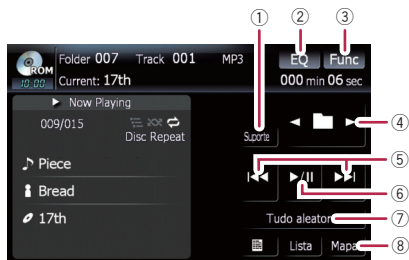 ① ② ③
ROM Folder 007 Track 001 MP3 EQ Func
10:00 Current: 17th 000 min 06 sec
Now Playing
009/015
Disc Repeat Suporte ④
Piece ⑤
Bread ⑥
17th Tudo aleator ⑦
Lista Mapa ⑧